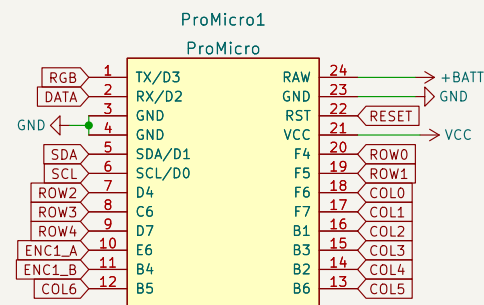 ProMicro1
ProMicro
RGB 1 TX/D3 RAW 24 +BATT
DATA 2 RX/D2 GND 23 GND
3 GND RST 22 RESET
GND 4 GND VCC 21 VCC
SDA 5 SDA/D1 F4 20 ROW0
SCL 6 SCL/D0 F5 19 ROW1
ROW2 7 D4 F6 18 COL0
ROW3 8 C6 F7 17 COL1
ROW4 9 D7 B1 16 COL2
ENC1_A 10 E6 B3 15 COL3
ENC1_B 11 B4 B2 14 COL4
COL6 12 B5 B6 13 COL5